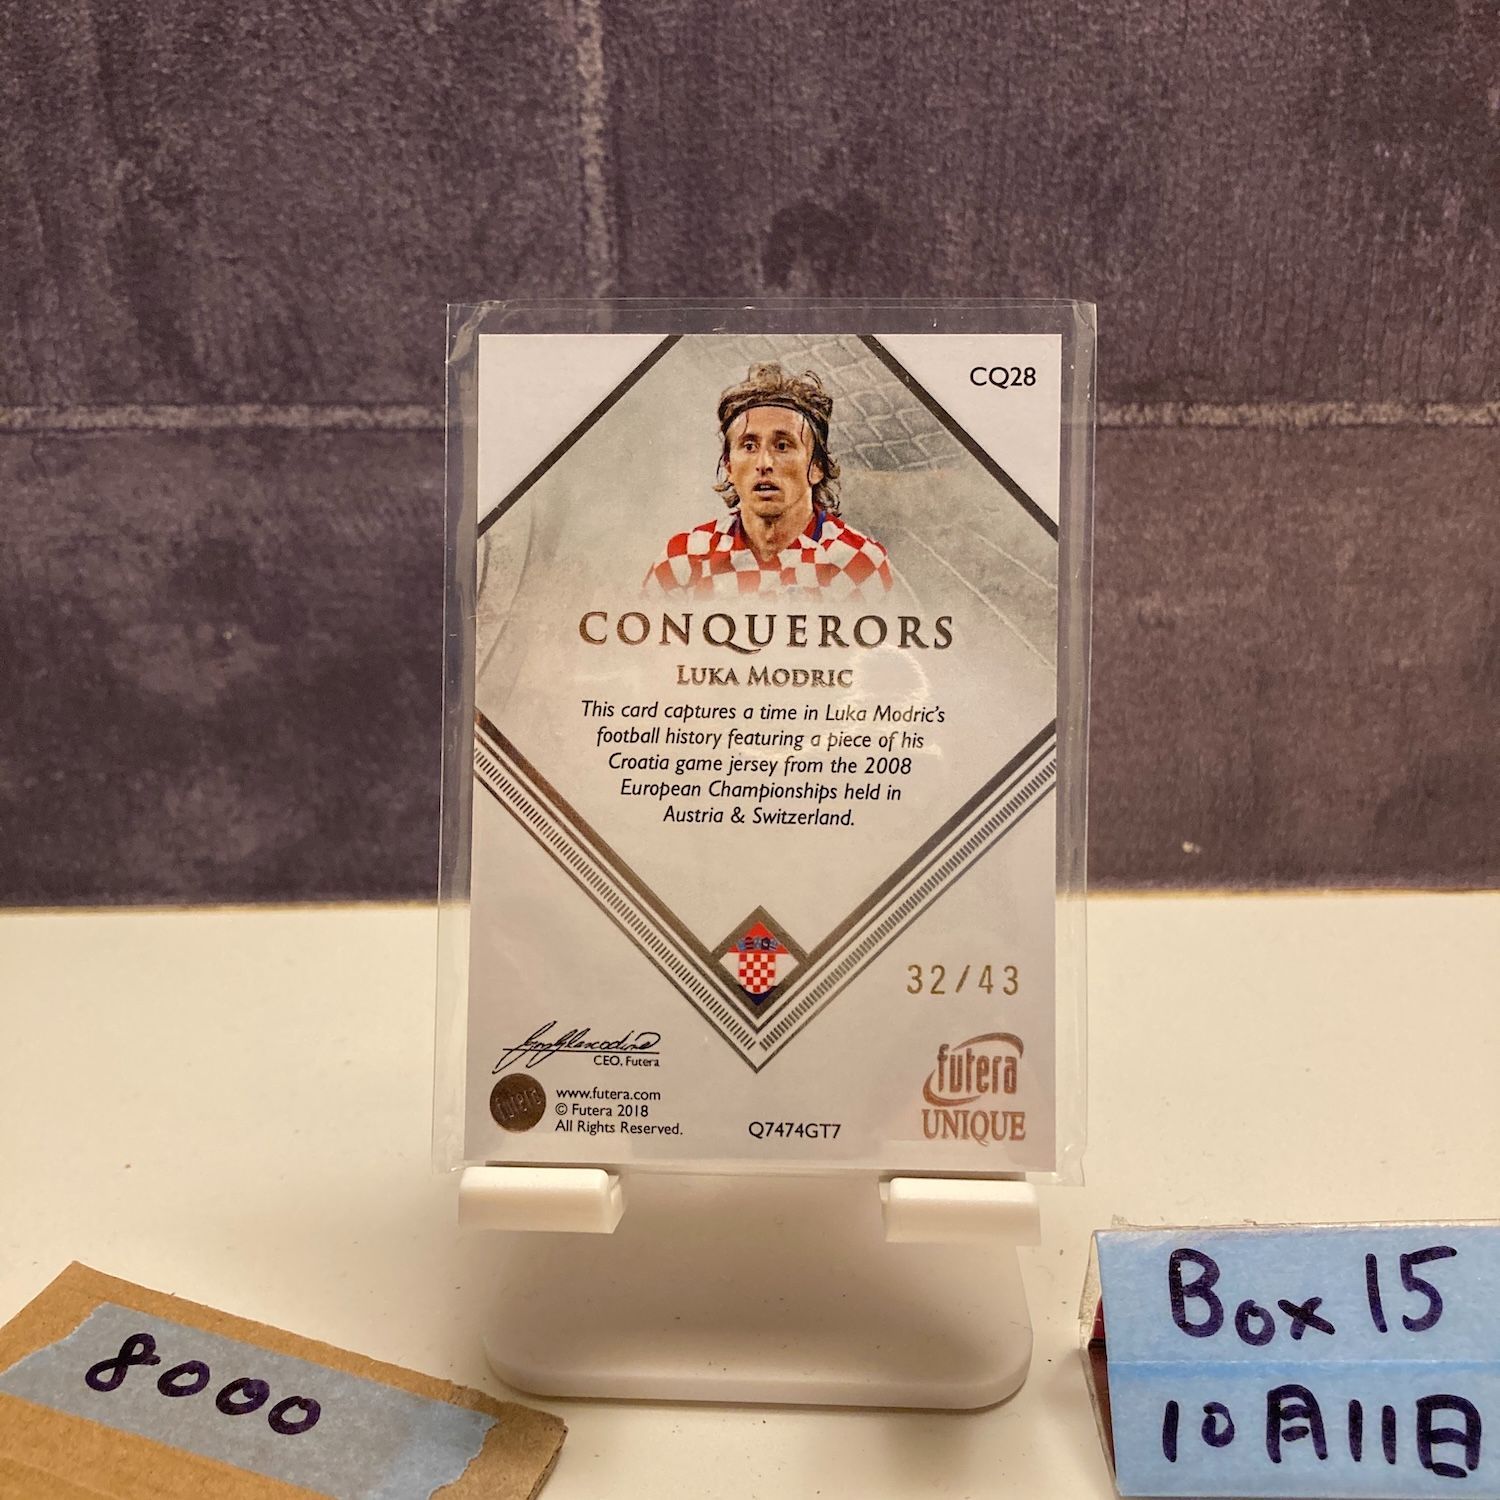 CQ28
CONQUERORS
LUKA MODRIC
This card captures a time in Luka Modric's
football history featuring a piece of his
Croatia game jersey from the 2008
European Championships held in
Austria & Switzerland.
32/43
CEO, Futera
futera
www.futera.com
© Futera 2018
All Rights Reserved.
Q7474GT7
futera
UNIQUE
8000
Box 15
10月11日